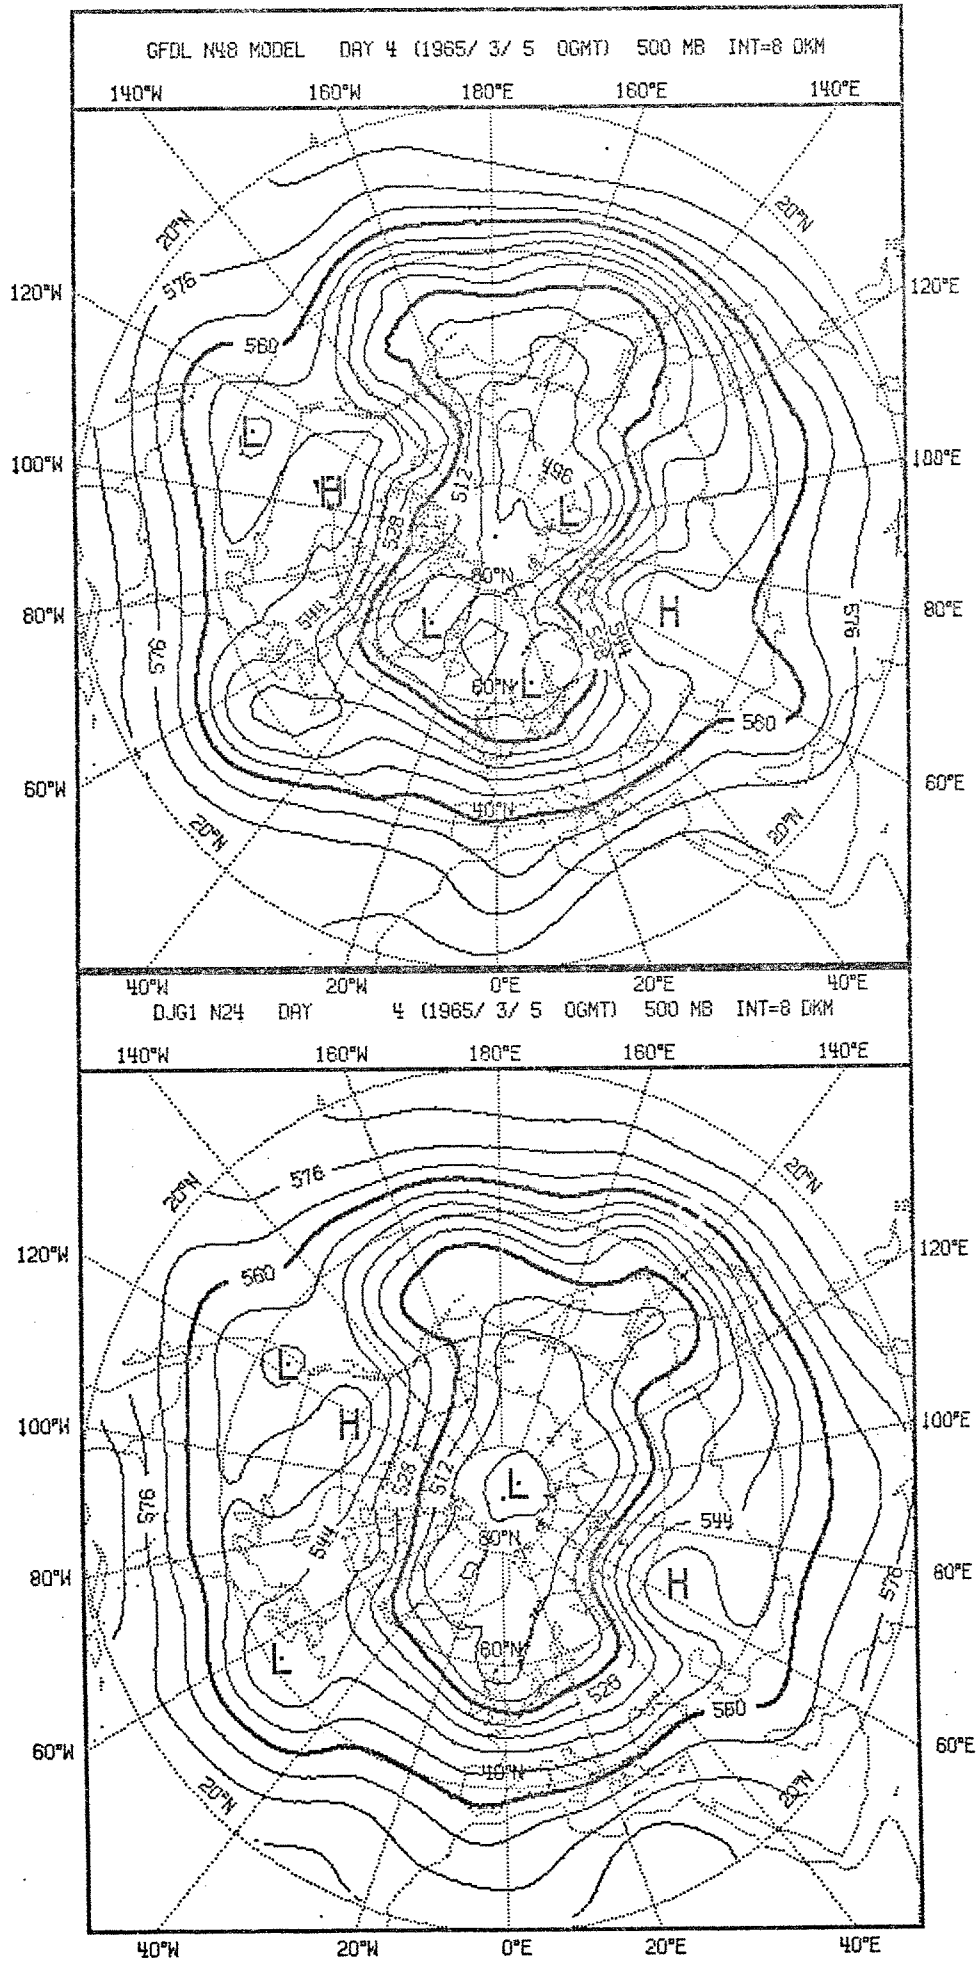 GFDL N48 MODEL DAY 4 (1965/ 3/ 5 0GMT) 500 MB INT=8 DKM
140°W 160°W 180°E 160°E 140°E
20°N 20°N
576
120°W 120°E
560
L
100°W 100°E
H
496
512
L
528
80°N
544
L
H
80°W 80°E
576
576
528
544
60°N
L
560
60°W 60°E
40°N
20°N 20°N
40°W 20°W 0°E 20°E 40°E
DJG1 N24 DAY 4 (1965/ 3/ 5 0GMT) 500 MB INT=8 DKM
140°W 160°W 180°E 160°E 140°E
20°N 20°N
576
120°W 120°E
560
L
100°W 100°E
H
528
512
L
576
544
544
80°N
H
80°W 80°E
576
60°N
L
528
560
60°W 60°E
40°N
20°N 20°N
40°W 20°W 0°E 20°E 40°E